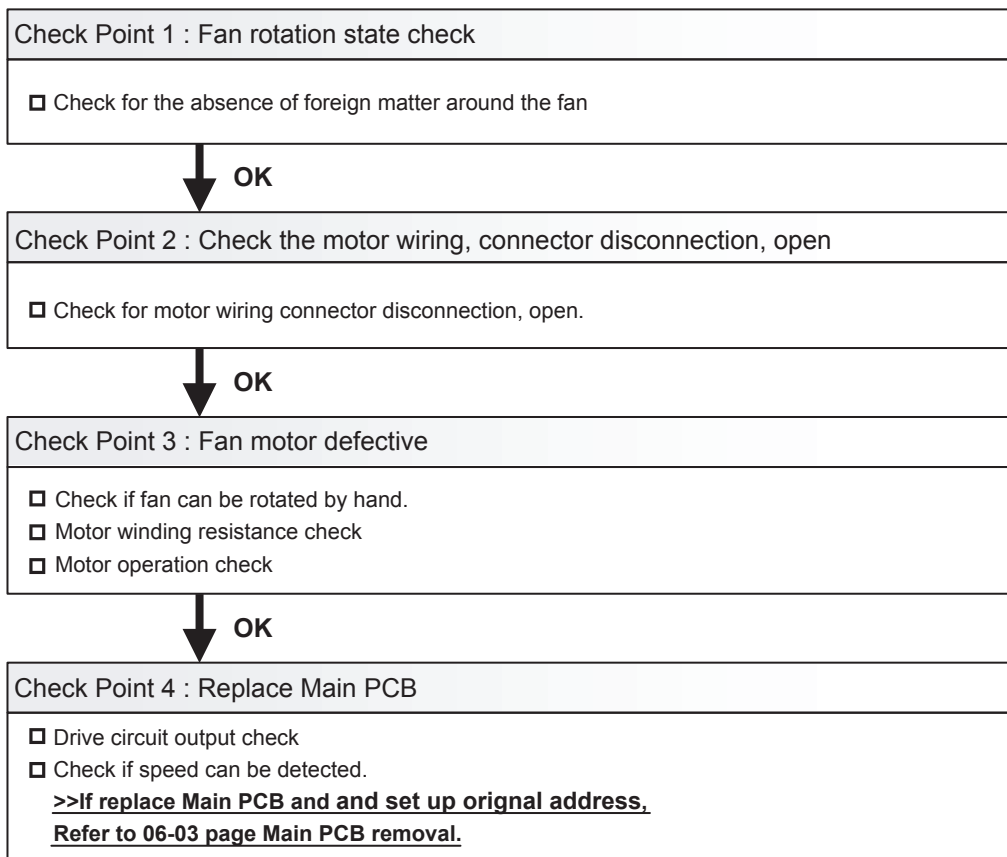 Check Point 1 : Fan rotation state check
Check for the absence of foreign matter around the fan
OK
Check Point 2 : Check the motor wiring, connector disconnection, open
Check for motor wiring connector disconnection, open.
OK
Check Point 3 : Fan motor defective
Check if fan can be rotated by hand.
Motor winding resistance check
Motor operation check
OK
Check Point 4 : Replace Main PCB
Drive circuit output check
Check if speed can be detected.
>>If replace Main PCB and and set up orignal address,
Refer to 06-03 page Main PCB removal.